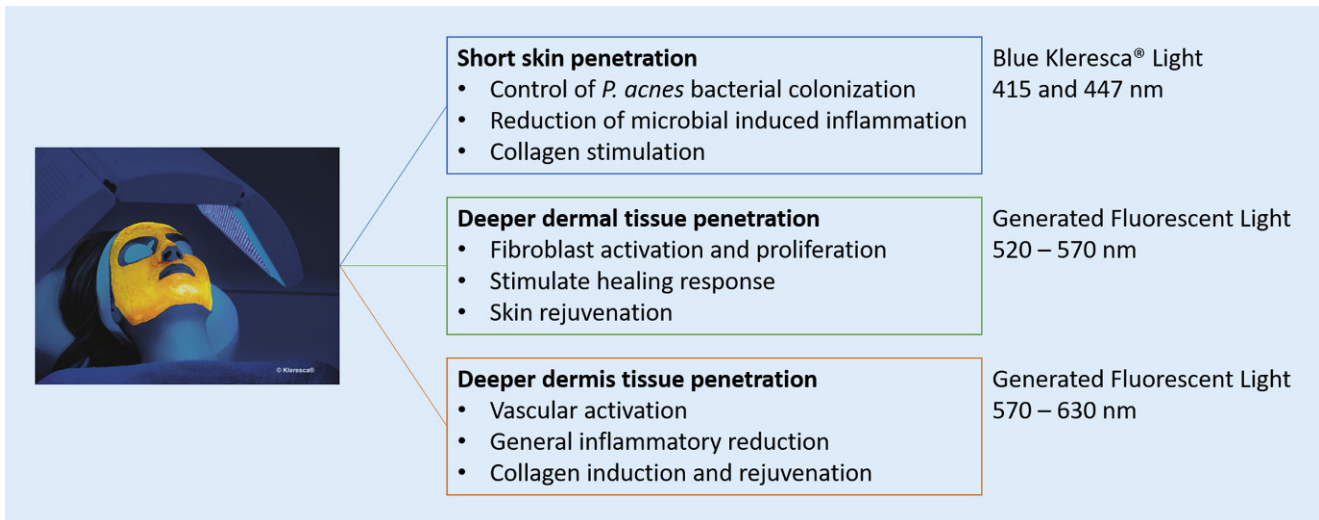 Short skin penetration
• Control of P. acnes bacterial colonization
• Reduction of microbial induced inflammation
• Collagen stimulation
Blue Kleresca® Light
415 and 447 nm
Deeper dermal tissue penetration
• Fibroblast activation and proliferation
• Stimulate healing response
• Skin rejuvenation
Generated Fluorescent Light
520 – 570 nm
© Kleresca®
Deeper dermis tissue penetration
• Vascular activation
• General inflammatory reduction
• Collagen induction and rejuvenation
Generated Fluorescent Light
570 – 630 nm